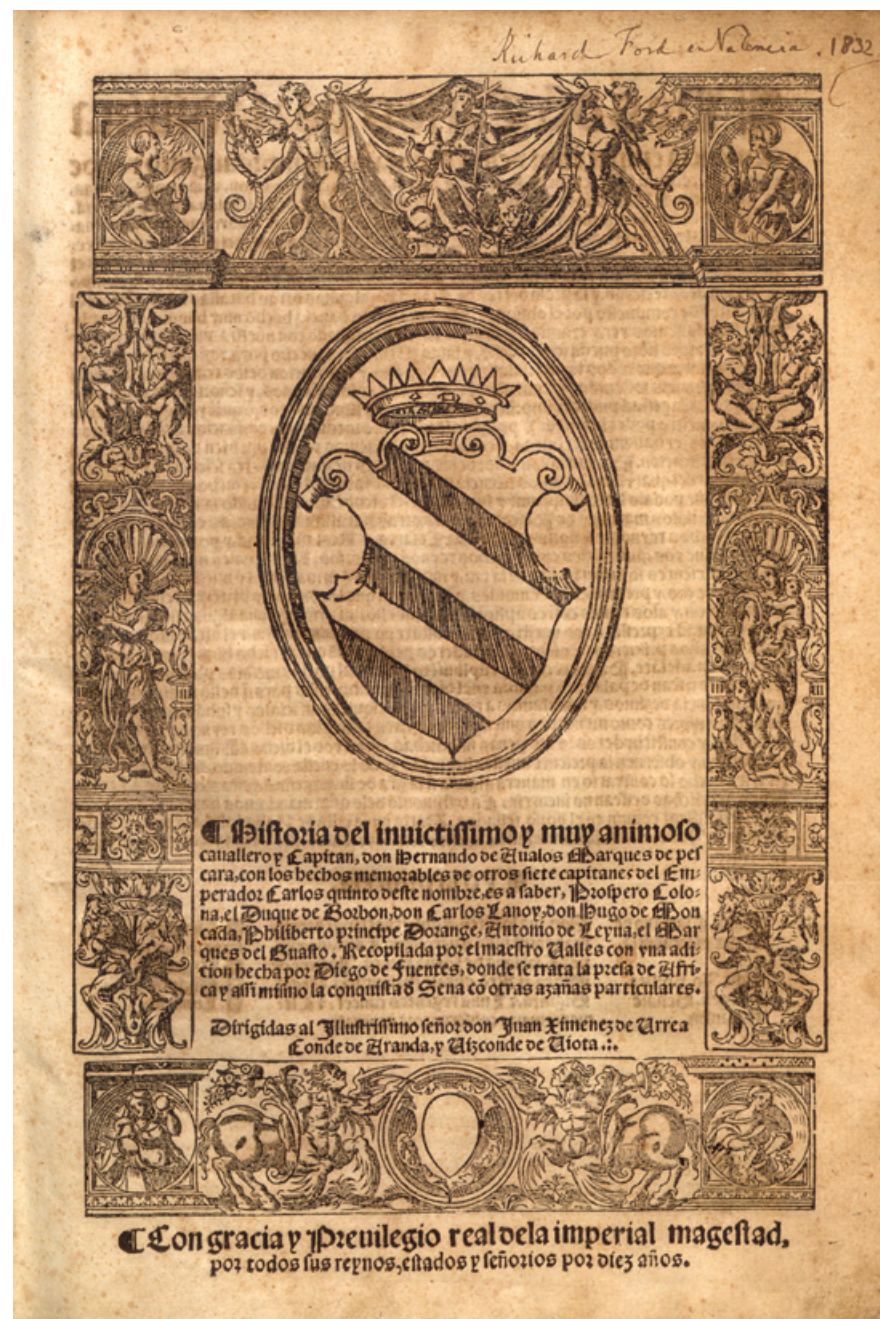 Richard Ford en Valencia. 1832
¶ Historia del inuictissimo y muy animoso
cauallero y Capitan, don Hernando de Aualos Marques de pes
cara, con los hechos memorables de otros siete capitanes del Em-
perador Carlos quinto deste nombre, es a saber, Prospero Colo-
na, el Duque de Borbon, don Carlos Lanoy, don Hugo de Mon
cada, Philiberto principe Dorange, Antonio de Leyua, el Mar
ques del Guasto. Recopilada por el maestro Ualles con vna adi-
cion hecha por Diego de Fuentes, donde se trata la presa de Afri-
ca y assi mismo la conquista d̄ Sena cõ otras azañas particulares.
Dirigidas al Illustrissimo señor don Juan Ximenez de Urrea
Conde de Aranda, y Uizconde de Uiota .:.
¶ Con gracia y Preuilegio real dela imperial magestad,
por todos sus reynos, estados y señorios por diez años.